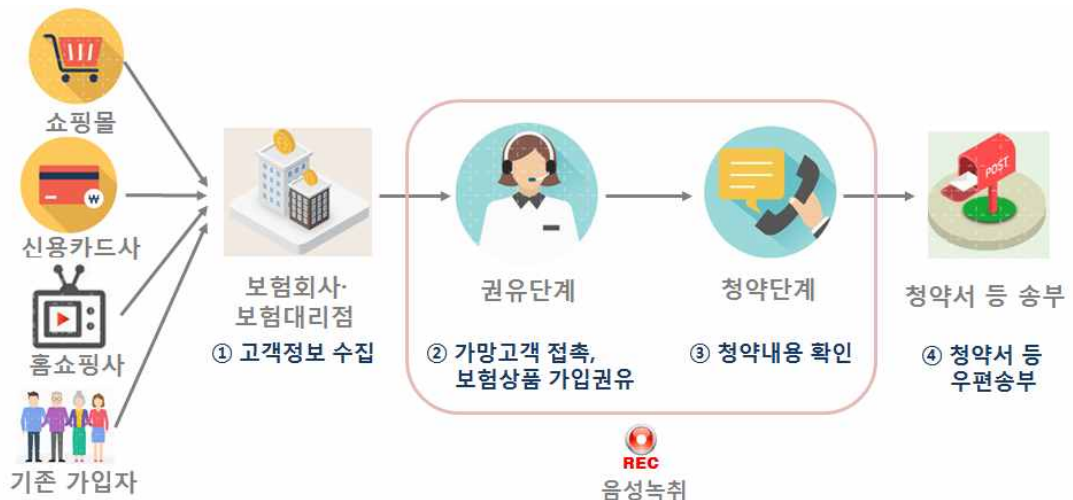 쇼핑몰
신용카드사
홈쇼핑사
기존 가입자
보험회사·
보험대리점
① 고객정보 수집
권유단계
② 가망고객 접촉,
보험상품 가입권유
청약단계
③ 청약내용 확인
POST
청약서 등 송부
④ 청약서 등
우편송부
REC
음성녹취
₩